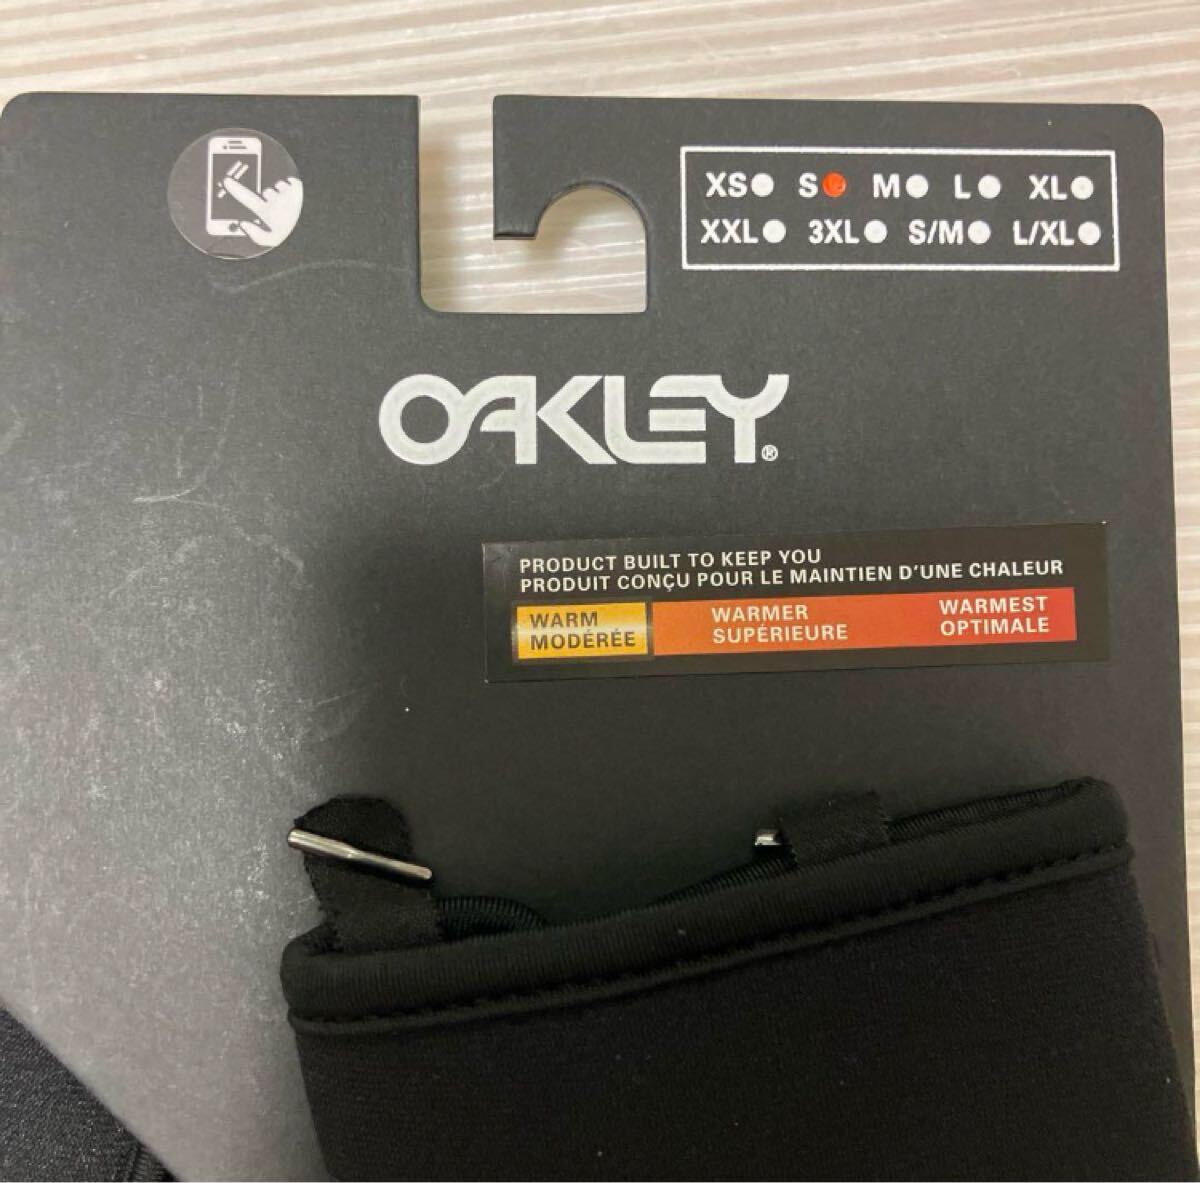 XS S M L XL
XXL 3XL S/M L/XL
OAKLEY®
PRODUCT BUILT TO KEEP YOU
PRODUIT CONÇU POUR LE MAINTIEN D'UNE CHALEUR
WARM WARMER WARMEST
MODÉRÉE SUPÉRIEURE OPTIMALE